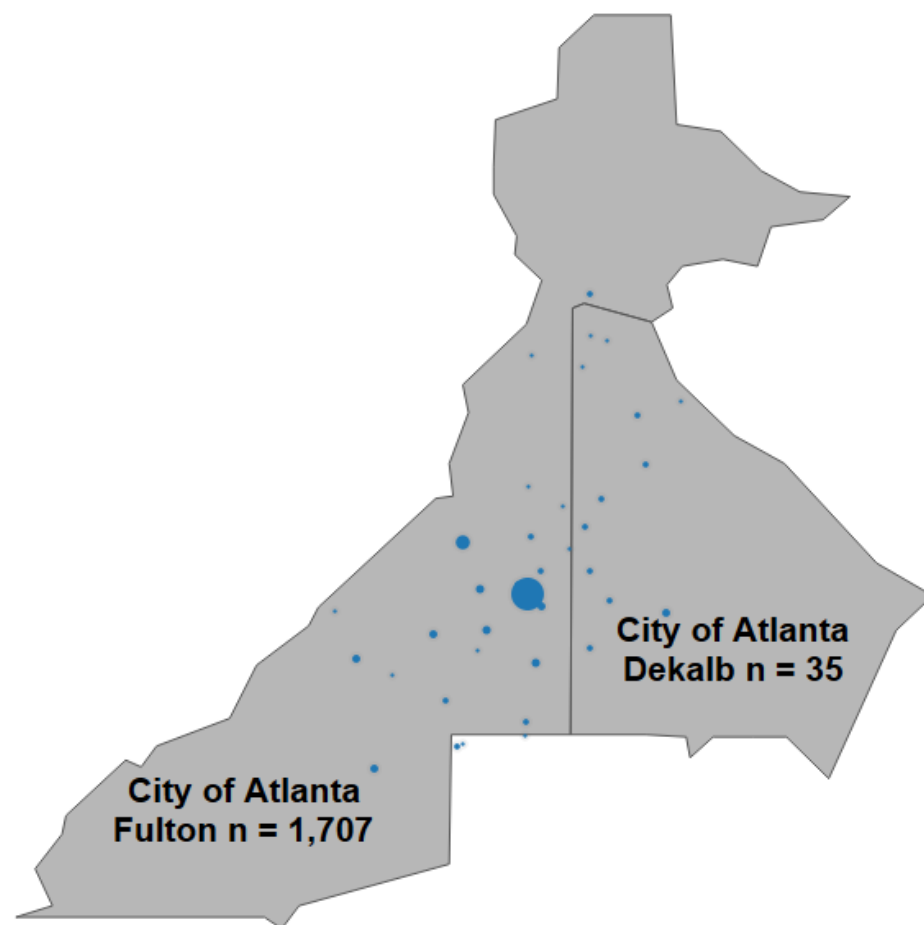 City of Atlanta
Dekalb n = 35
City of Atlanta
Fulton n = 1,707